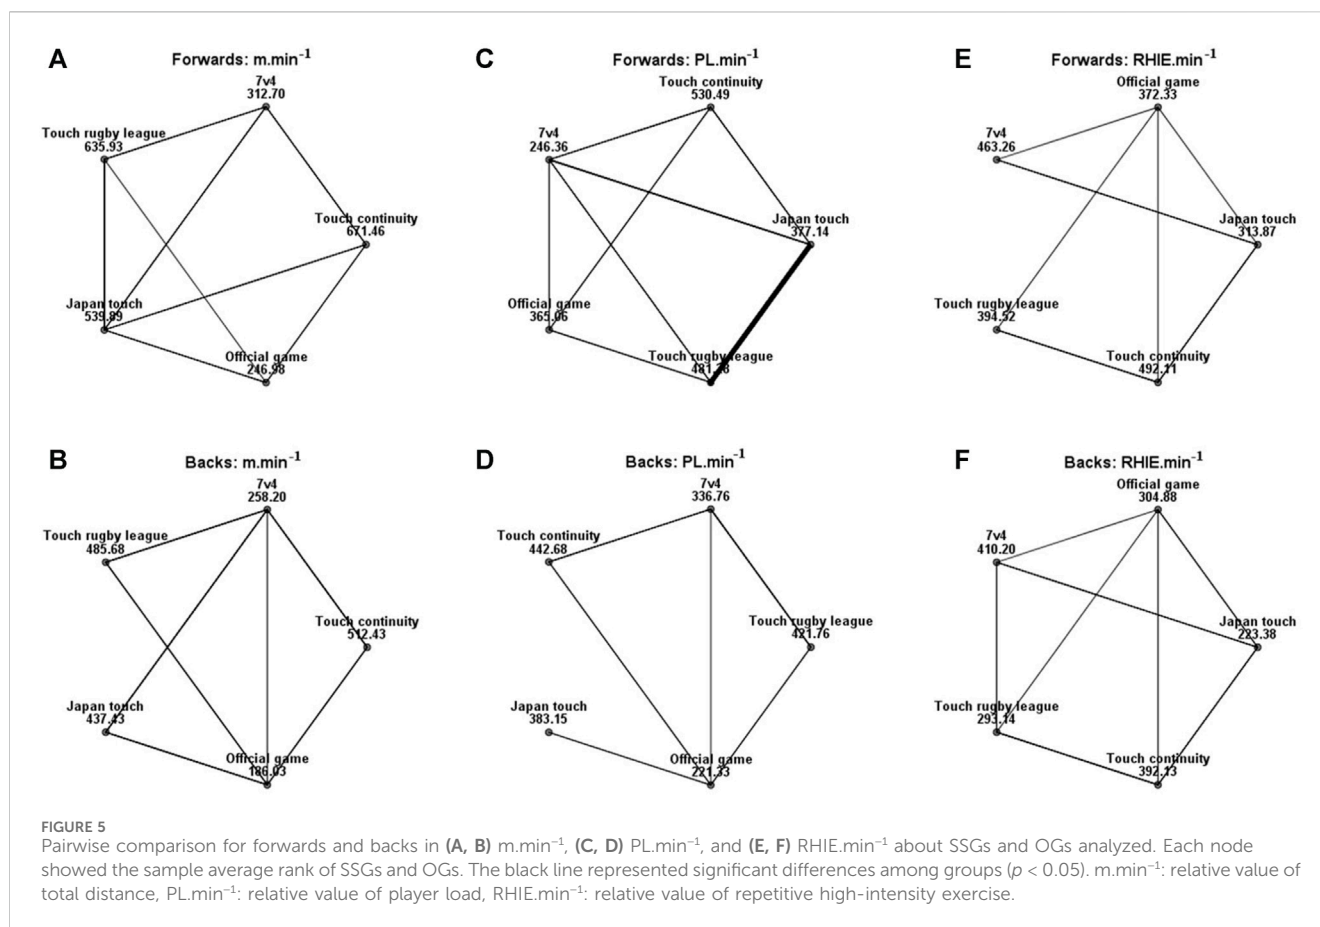 A
Forwards: m.min⁻¹
7v4
312.70
Touch rugby league
635.93
Touch continuity
671.46
Japan touch
539.89
Official game
246.98
C
Forwards: PL.min⁻¹
Touch continuity
530.49
7v4
246.36
Japan touch
377.14
Official game
365.06
Touch rugby league
481.38
E
Forwards: RHIE.min⁻¹
Official game
372.33
7v4
463.26
Japan touch
313.87
Touch rugby league
394.52
Touch continuity
492.11
B
Backs: m.min⁻¹
7v4
258.20
Touch rugby league
485.68
Touch continuity
512.43
Japan touch
437.43
Official game
186.03
D
Backs: PL.min⁻¹
7v4
336.76
Touch continuity
442.68
Touch rugby league
421.76
Japan touch
383.15
Official game
221.33
F
Backs: RHIE.min⁻¹
Official game
304.88
7v4
410.20
Japan touch
223.38
Touch rugby league
293.14
Touch continuity
392.13
FIGURE 5
Pairwise comparison for forwards and backs in (A, B) m.min⁻¹, (C, D) PL.min⁻¹, and (E, F) RHIE.min⁻¹ about SSGs and OGs analyzed. Each node
showed the sample average rank of SSGs and OGs. The black line represented significant differences among groups (p < 0.05). m.min⁻¹: relative value of
total distance, PL.min⁻¹: relative value of player load, RHIE.min⁻¹: relative value of repetitive high-intensity exercise.